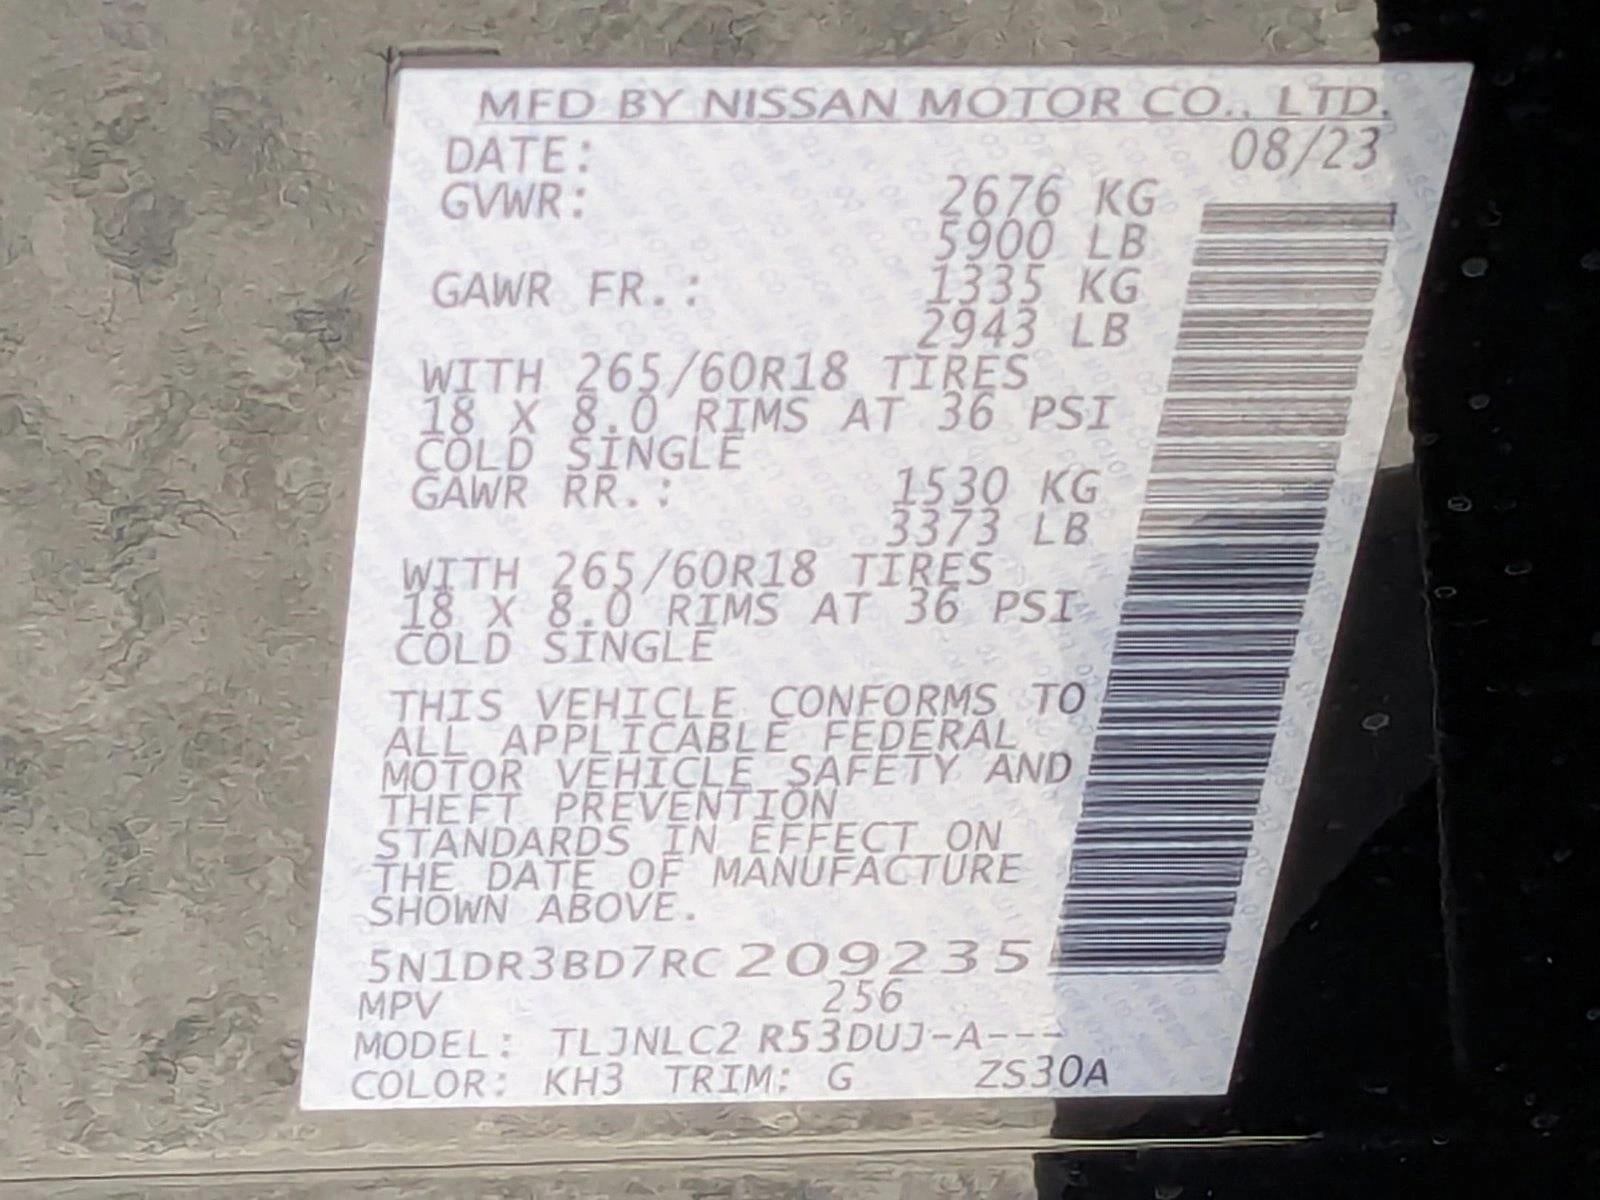 MFD BY NISSAN MOTOR CO., LTD.
DATE: 08/23
GVWR: 2676 KG
5900 LB
GAWR FR.: 1335 KG
2943 LB
WITH 265/60R18 TIRES
18 X 8.0 RIMS AT 36 PSI
COLD SINGLE
GAWR RR.: 1530 KG
3373 LB
WITH 265/60R18 TIRES
18 X 8.0 RIMS AT 36 PSI
COLD SINGLE
THIS VEHICLE CONFORMS TO
ALL APPLICABLE FEDERAL
MOTOR VEHICLE SAFETY AND
THEFT PREVENTION
STANDARDS IN EFFECT ON
THE DATE OF MANUFACTURE
SHOWN ABOVE.
5N1DR3BD7RC209235
MPV 256
MODEL: TLJNLC2 R53DUJ-A---
COLOR: KH3 TRIM: G ZS30A